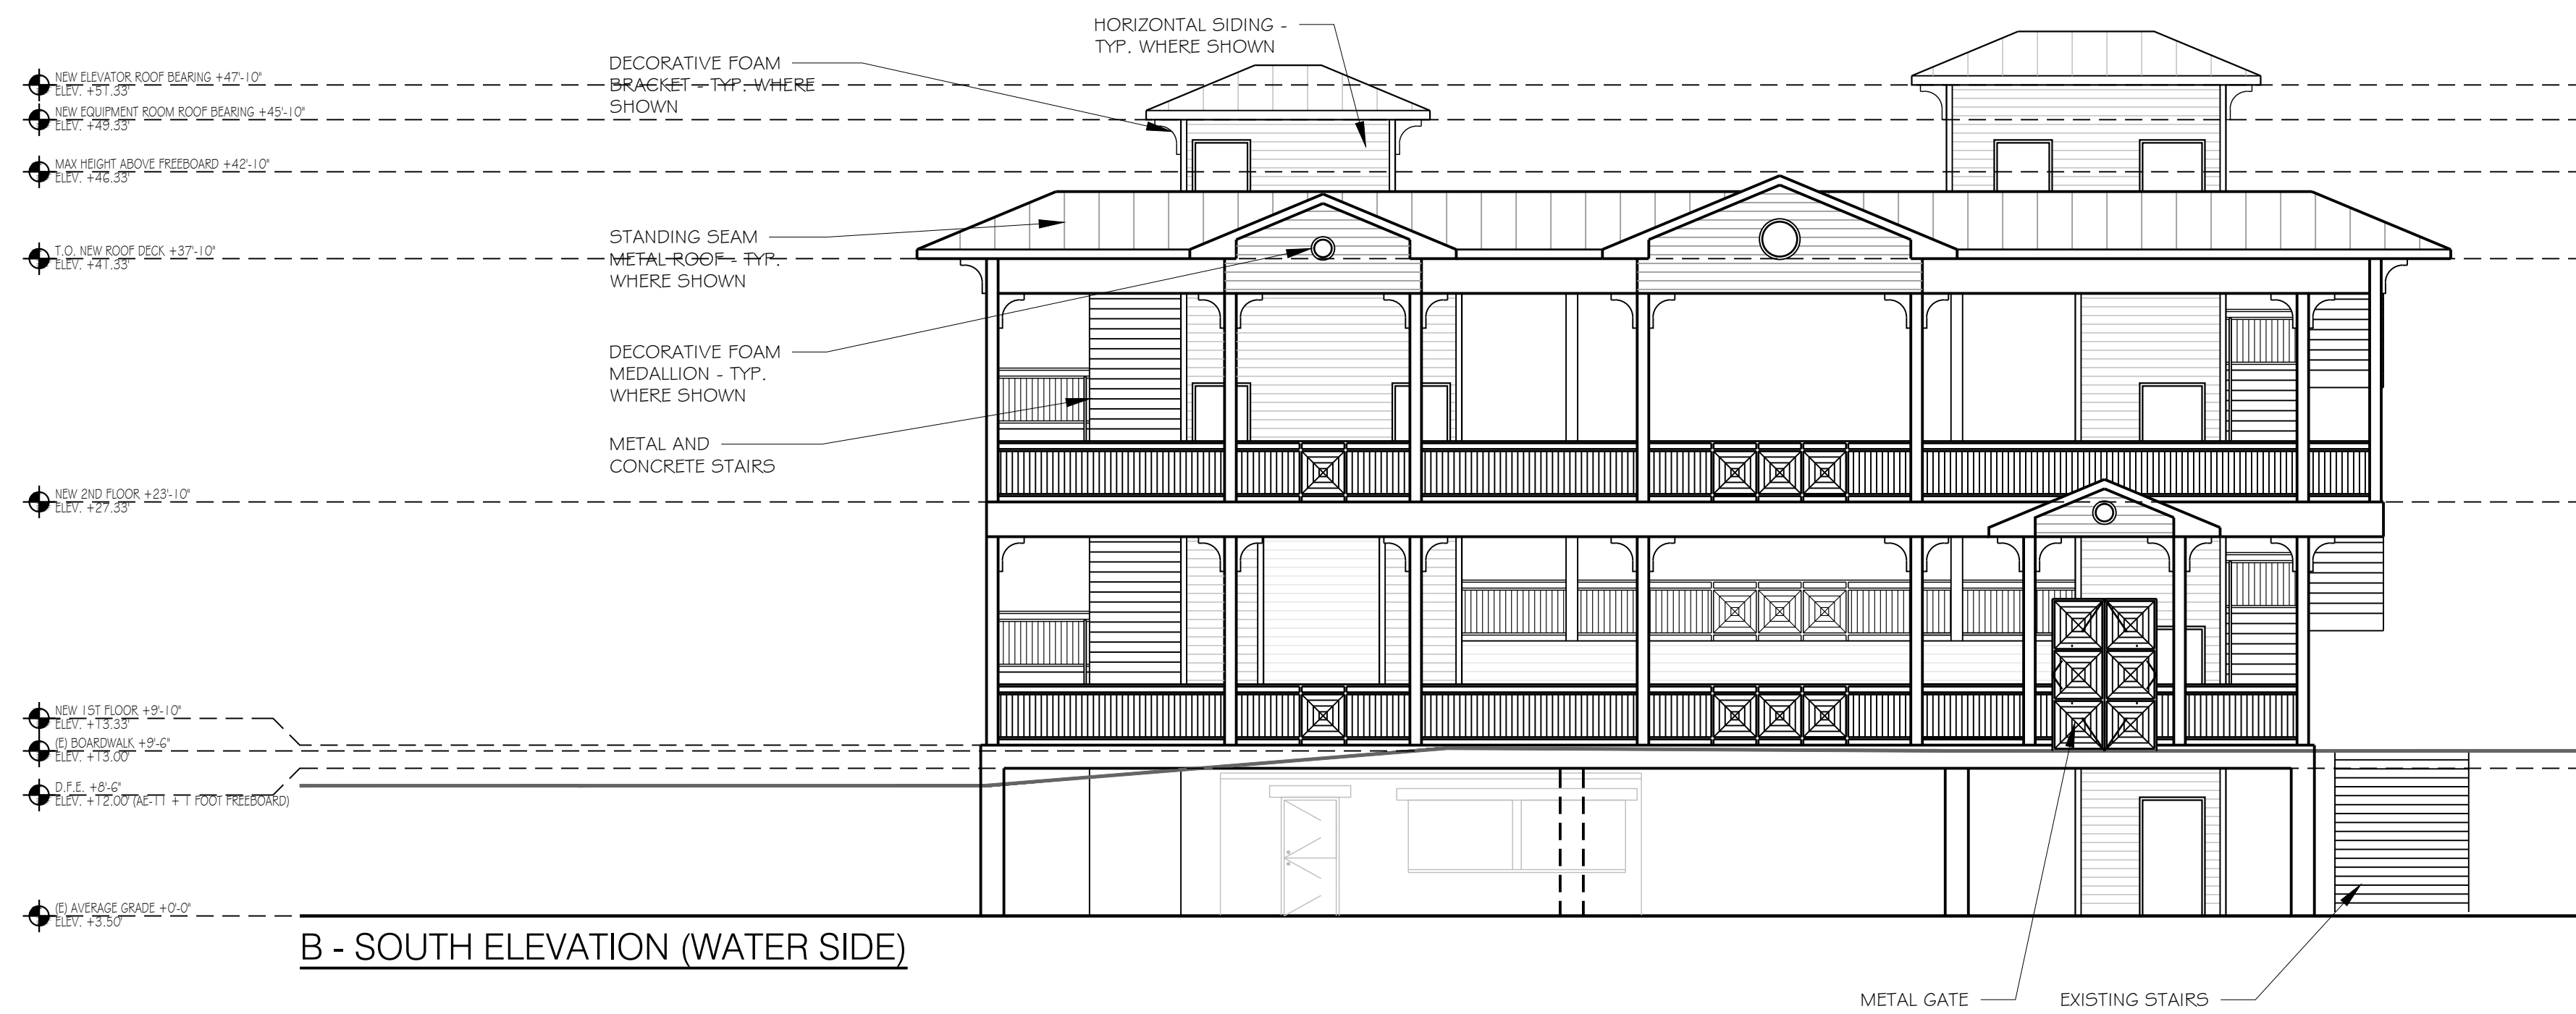 HORIZONTAL SIDING -
TYP. WHERE SHOWN
DECORATIVE FOAM
BRACKET - TYP. WHERE
SHOWN
NEW ELEVATOR ROOF BEARING +47'-10"
ELEV. +51.33'
NEW EQUIPMENT ROOM ROOF BEARING +45'-10"
ELEV. +49.33'
MAX HEIGHT ABOVE FREEBOARD +42'-10"
ELEV. +46.33'
STANDING SEAM
METAL ROOF - TYP.
WHERE SHOWN
T.O. NEW ROOF DECK +37'-10"
ELEV. +41.33'
DECORATIVE FOAM
MEDALLION - TYP.
WHERE SHOWN
METAL AND
CONCRETE STAIRS
NEW 2ND FLOOR +23'-10"
ELEV. +27.33'
NEW 1ST FLOOR +9'-10"
ELEV. +13.33'
(E) BOARDWALK +9'-6"
ELEV. +13.00'
D.F.E. +8'-6"
ELEV. +12.00' (AE-11 + 1 FOOT FREEBOARD)
(E) AVERAGE GRADE +0'-0"
ELEV. +3.50'
B - SOUTH ELEVATION (WATER SIDE)
METAL GATE
EXISTING STAIRS